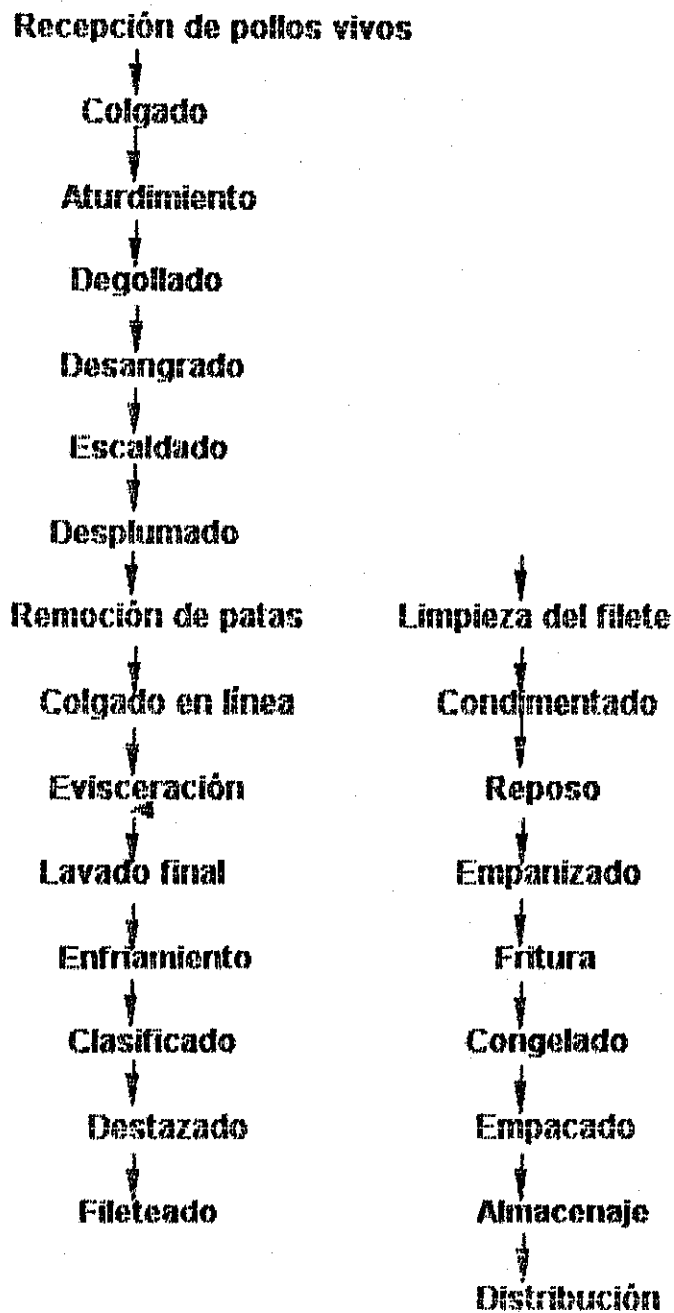 Recepción de pollos vivos
Colgado
Aturdimiento
Degollado
Desangrado
Escaldado
Desplumado
Remoción de patas
Colgado en línea
Evisceración
Lavado final
Enfriamiento
Clasificado
Destazado
Fileteado
Limpieza del filete
Condimentado
Reposo
Empanizado
Fritura
Congelado
Empacado
Almacenaje
Distribución